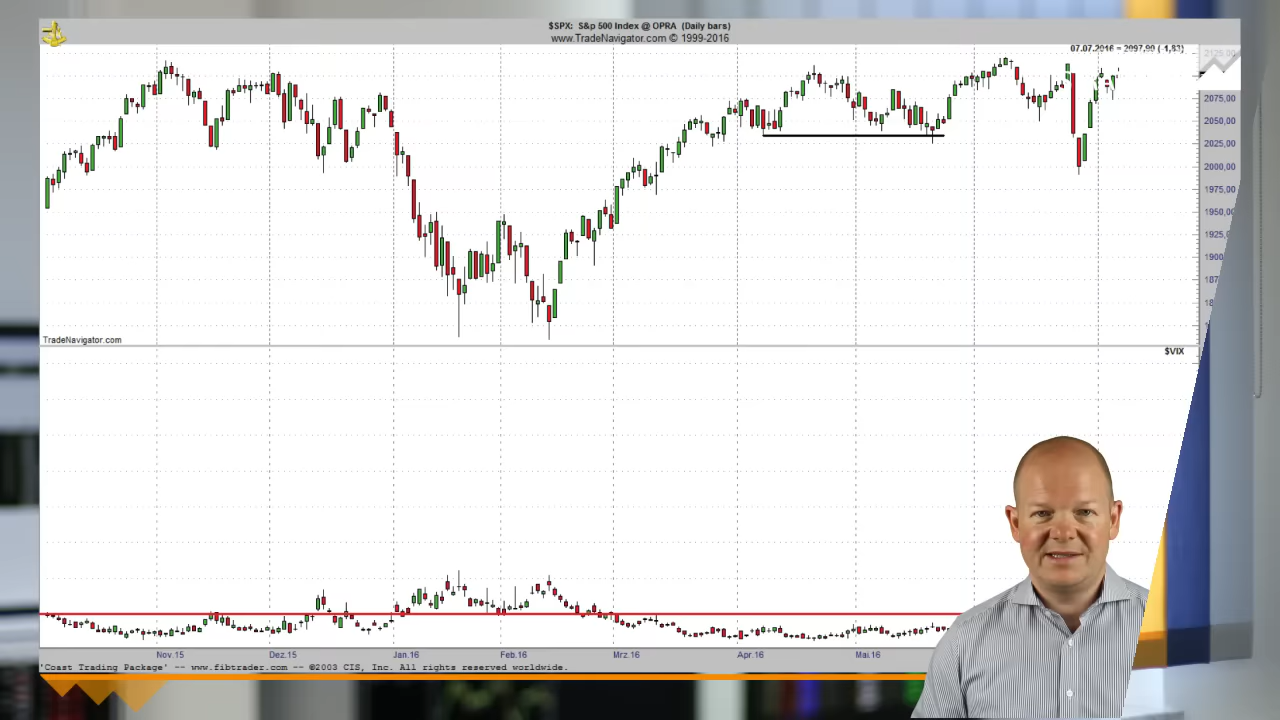 $SPX: S&p 500 Index @ OPRA (Daily bars)
www.TradeNavigator.com © 1999-2016
07.07.2016 = 2097,90 (-1,83)
2125,00
2075,00
2050,00
2025,00
2000,00
1975,00
1950,00
1925,
1900
187
18
TradeNavigator.com
$VIX
Nov.15 Dez.15 Jan.16 Feb.16 Mrz.16 Apr.16 Mai.16
'Coast Trading Package' -- www.fibtrader.com -- ©2003 CIS, Inc. All rights reserved worldwide.